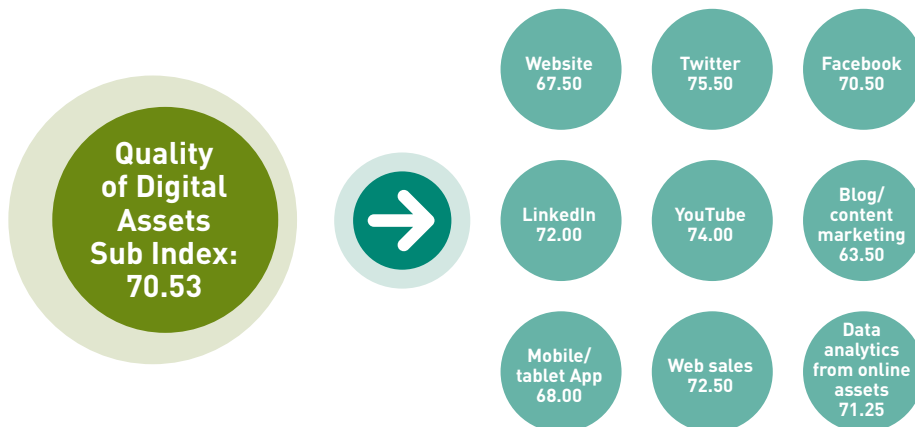 Quality
of Digital
Assets
Sub Index:
70.53
Website
67.50
Twitter
75.50
Facebook
70.50
LinkedIn
72.00
YouTube
74.00
Blog/
content
marketing
63.50
Mobile/
tablet App
68.00
Web sales
72.50
Data
analytics
from online
assets
71.25